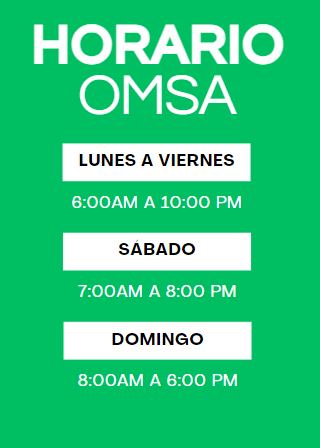 HORARIO
OMSA
LUNES A VIERNES
6:00AM A 10:00 PM
SÁBADO
7:00AM A 8:00 PM
DOMINGO
8:00AM A 6:00 PM